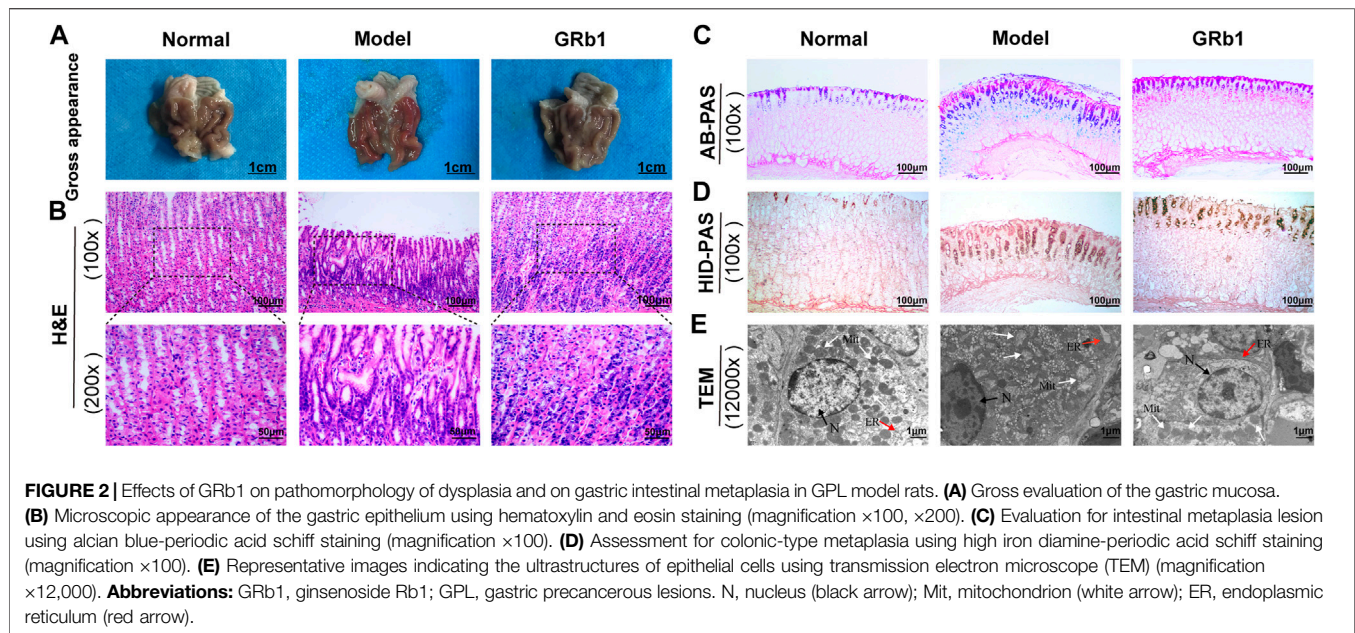 A
Normal
Model
GRb1
Gross appearance
1cm
1cm
1cm
B
H&E
(100x)
100μm
100μm
100μm
(200x)
50μm
50μm
50μm
C
Normal
Model
GRb1
AB-PAS
(100x)
100μm
100μm
100μm
D
HID-PAS
(100x)
100μm
100μm
100μm
E
TEM
(12000x)
Mit
N
ER
1μm
ER
Mit
N
1μm
ER
N
Mit
1μm
FIGURE 2 | Effects of GRb1 on pathomorphology of dysplasia and on gastric intestinal metaplasia in GPL model rats. (A) Gross evaluation of the gastric mucosa.
(B) Microscopic appearance of the gastric epithelium using hematoxylin and eosin staining (magnification ×100, ×200). (C) Evaluation for intestinal metaplasia lesion
using alcian blue-periodic acid schiff staining (magnification ×100). (D) Assessment for colonic-type metaplasia using high iron diamine-periodic acid schiff staining
(magnification ×100). (E) Representative images indicating the ultrastructures of epithelial cells using transmission electron microscope (TEM) (magnification
×12,000). Abbreviations: GRb1, ginsenoside Rb1; GPL, gastric precancerous lesions. N, nucleus (black arrow); Mit, mitochondrion (white arrow); ER, endoplasmic
reticulum (red arrow).